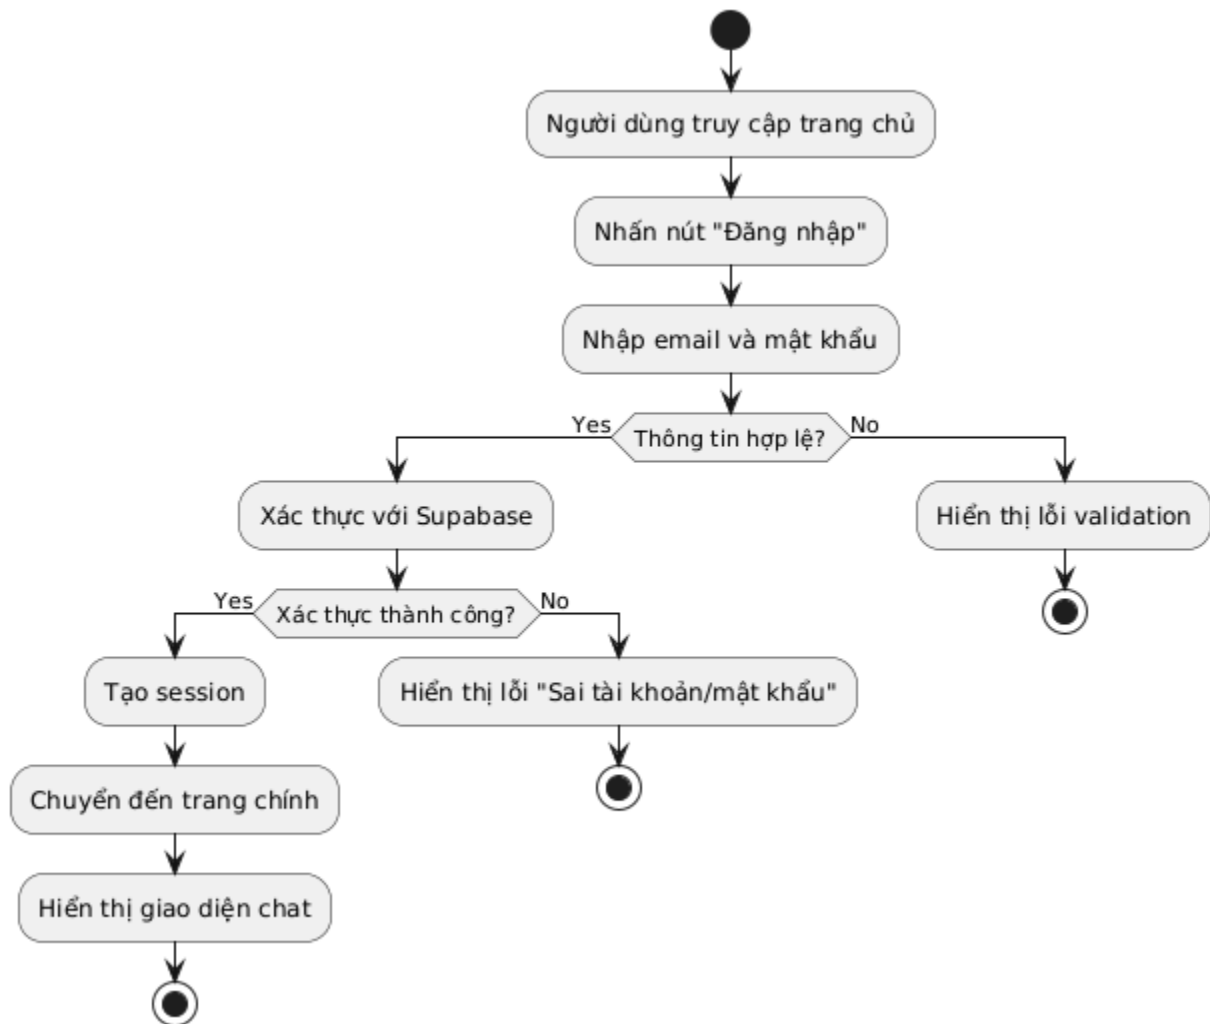 Người dùng truy cập trang chủ
Nhấn nút "Đăng nhập"
Nhập email và mật khẩu
Yes
Thông tin hợp lệ?
No
Xác thực với Supabase
Hiển thị lỗi validation
Yes
Xác thực thành công?
No
Tạo session
Hiển thị lỗi "Sai tài khoản/mật khẩu"
Chuyển đến trang chính
Hiển thị giao diện chat